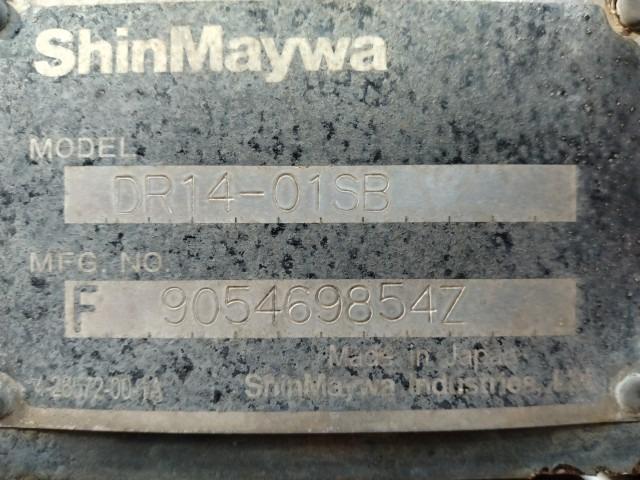 ShinMaywa
MODEL
DR14-01SB
MFG. NO.
F 905469854Z
Made in Japan
ShinMaywa Industries, Ltd.